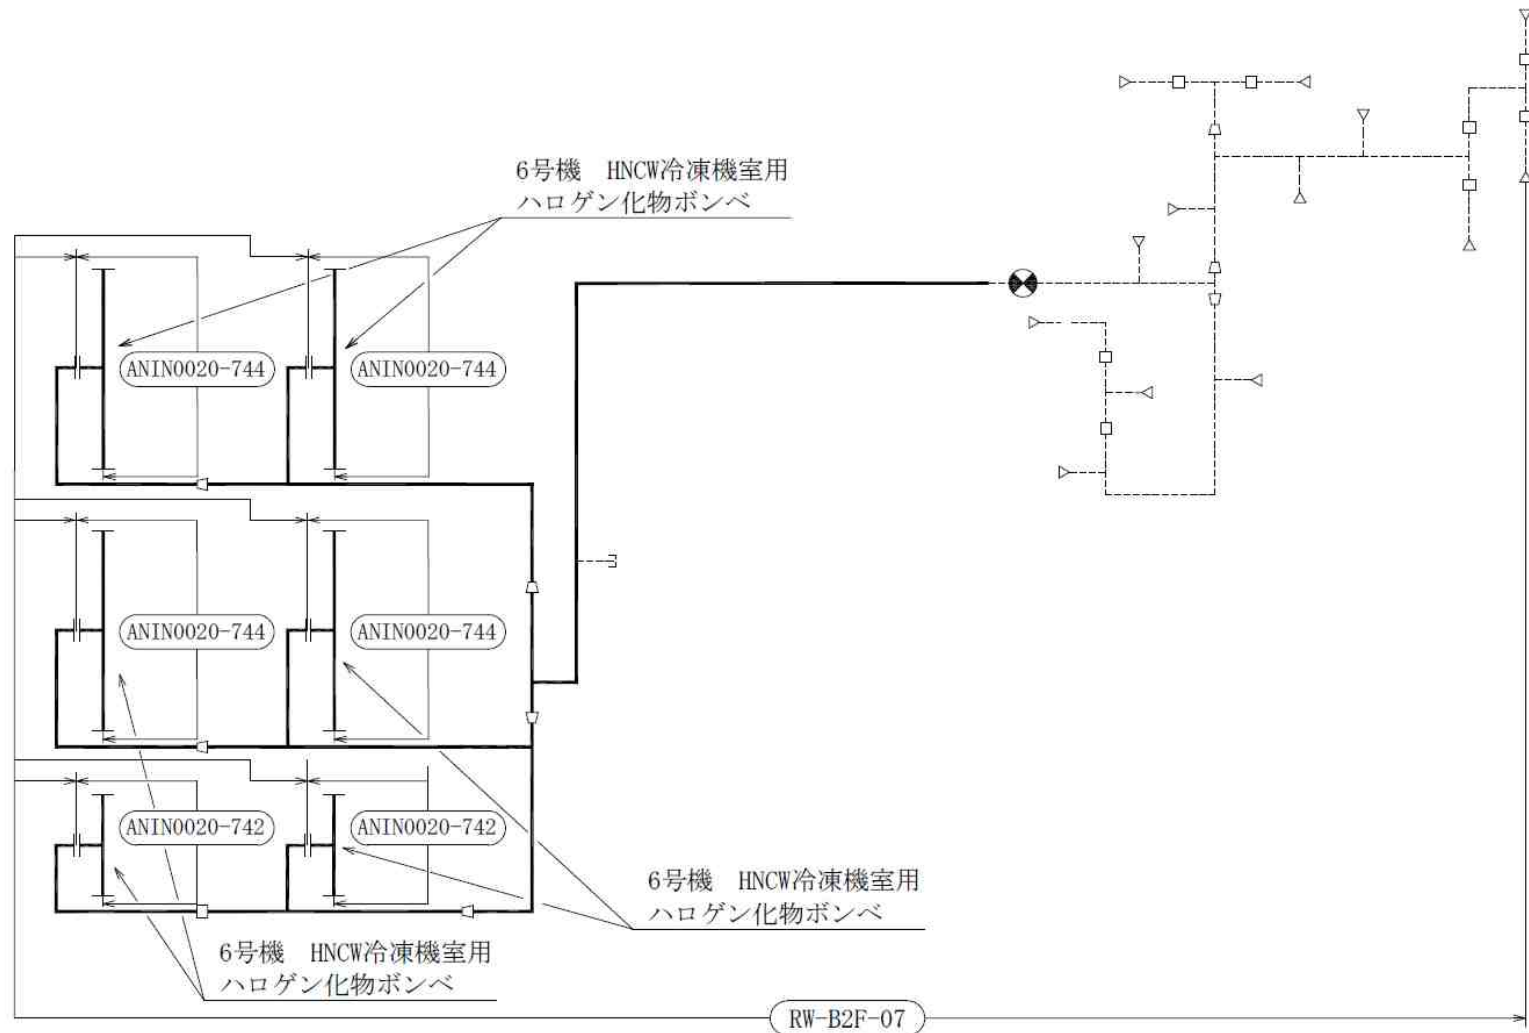 6号機　HNCW冷凍機室用
ハロゲン化物ボンベ
ANIN0020-744
ANIN0020-744
ANIN0020-744
ANIN0020-744
ANIN0020-742
ANIN0020-742
6号機　HNCW冷凍機室用
ハロゲン化物ボンベ
6号機　HNCW冷凍機室用
ハロゲン化物ボンベ
RW-B2F-07